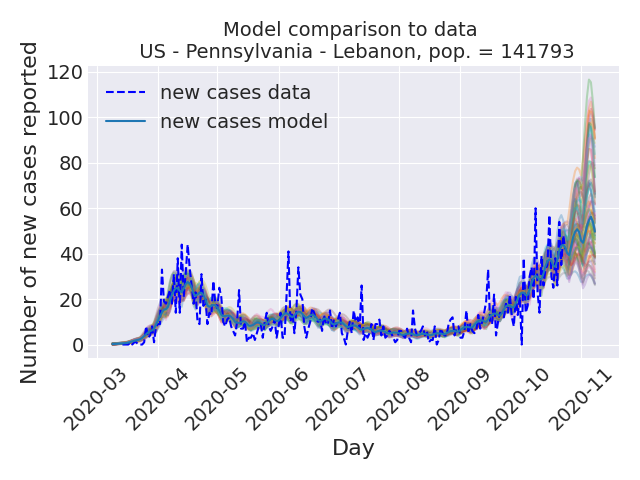 Model comparison to data
US - Pennsylvania - Lebanon, pop. = 141793
Number of new cases reported
120
100
80
60
40
20
0
new cases data
new cases model
2020-03
2020-04
2020-05
2020-06
2020-07
2020-08
2020-09
2020-10
2020-11
Day